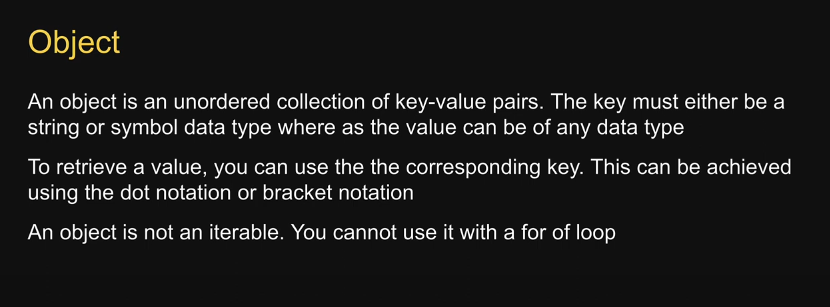 Object
An object is an unordered collection of key-value pairs. The key must either be a
string or symbol data type where as the value can be of any data type
To retrieve a value, you can use the the corresponding key. This can be achieved
using the dot notation or bracket notation
An object is not an iterable. You cannot use it with a for of loop